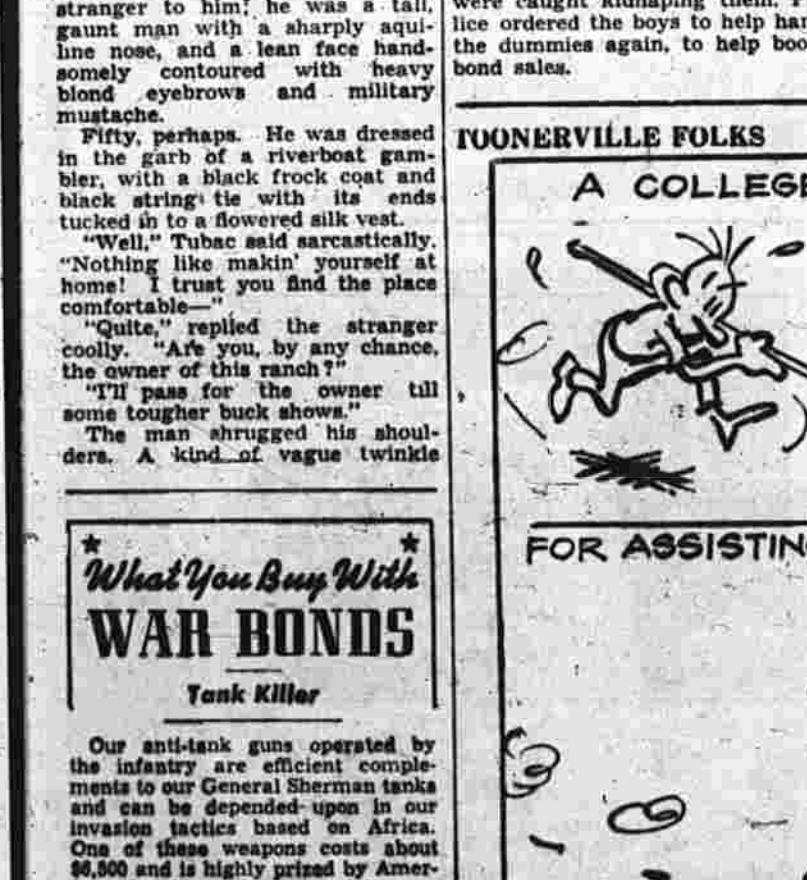 stranger to him; he was a tall,
gaunt man with a sharply aqui-
line nose, and a lean face hand-
somely contoured with heavy
blond eyebrows and military
mustache.
Fifty, perhaps. He was dressed
in the garb of a riverboat gam-
bler, with a black frock coat and
black string tie with its ends
tucked in to a flowered silk vest.
"Well," Tubac said sarcastically.
"Nothing like makin' yourself at
home! I trust you find the place
comfortable—"
"Quite," replied the stranger
coolly. "Are you, by any chance,
the owner of this ranch?"
"I'll pass for the owner till
some tougher buck shows."
The man shrugged his shoul-
ders. A kind of vague twinkle
What You Buy With
WAR BONDS
Tank Killer
Our anti-tank guns operated by
the infantry are efficient comple-
ments to our General Sherman tanks
and can be depended upon in our
invasion tactics based on Africa.
One of these weapons costs about
$6,500 and is highly prized by Amer-
were caught kidnaping them.
lice ordered the boys to help
the dummies again, to help
bond sales.
TOONERVILLE FOLKS
A COLLEGE
FOR ASSISTIN